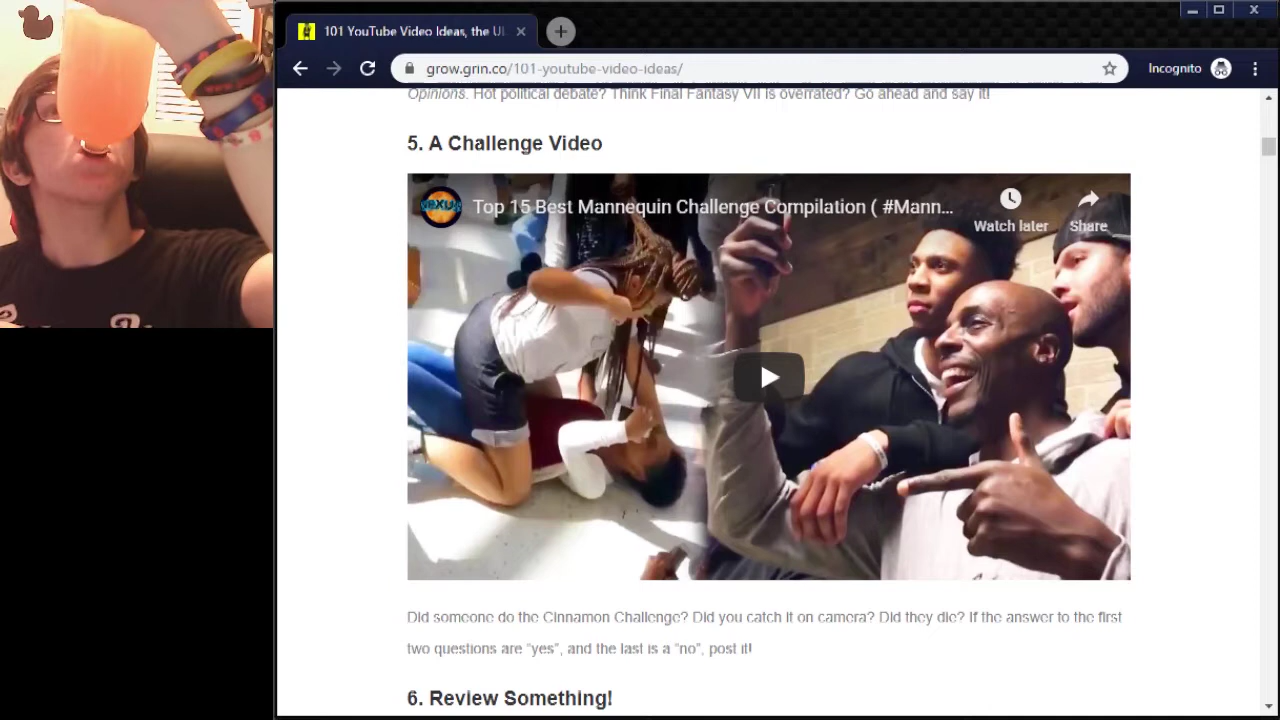 101 YouTube Video Ideas, the Ul
grow.grin.co/101-youtube-video-ideas/
Incognito
Opinions. Hot political debate? Think Final Fantasy VII is overrated? Go ahead and say it!
5. A Challenge Video
Top 15 Best Mannequin Challenge Compilation ( #Mann...
Watch later
Share
Did someone do the Cinnamon Challenge? Did you catch it on camera? Did they die? If the answer to the first
two questions are “yes”, and the last is a “no”, post it!
6. Review Something!